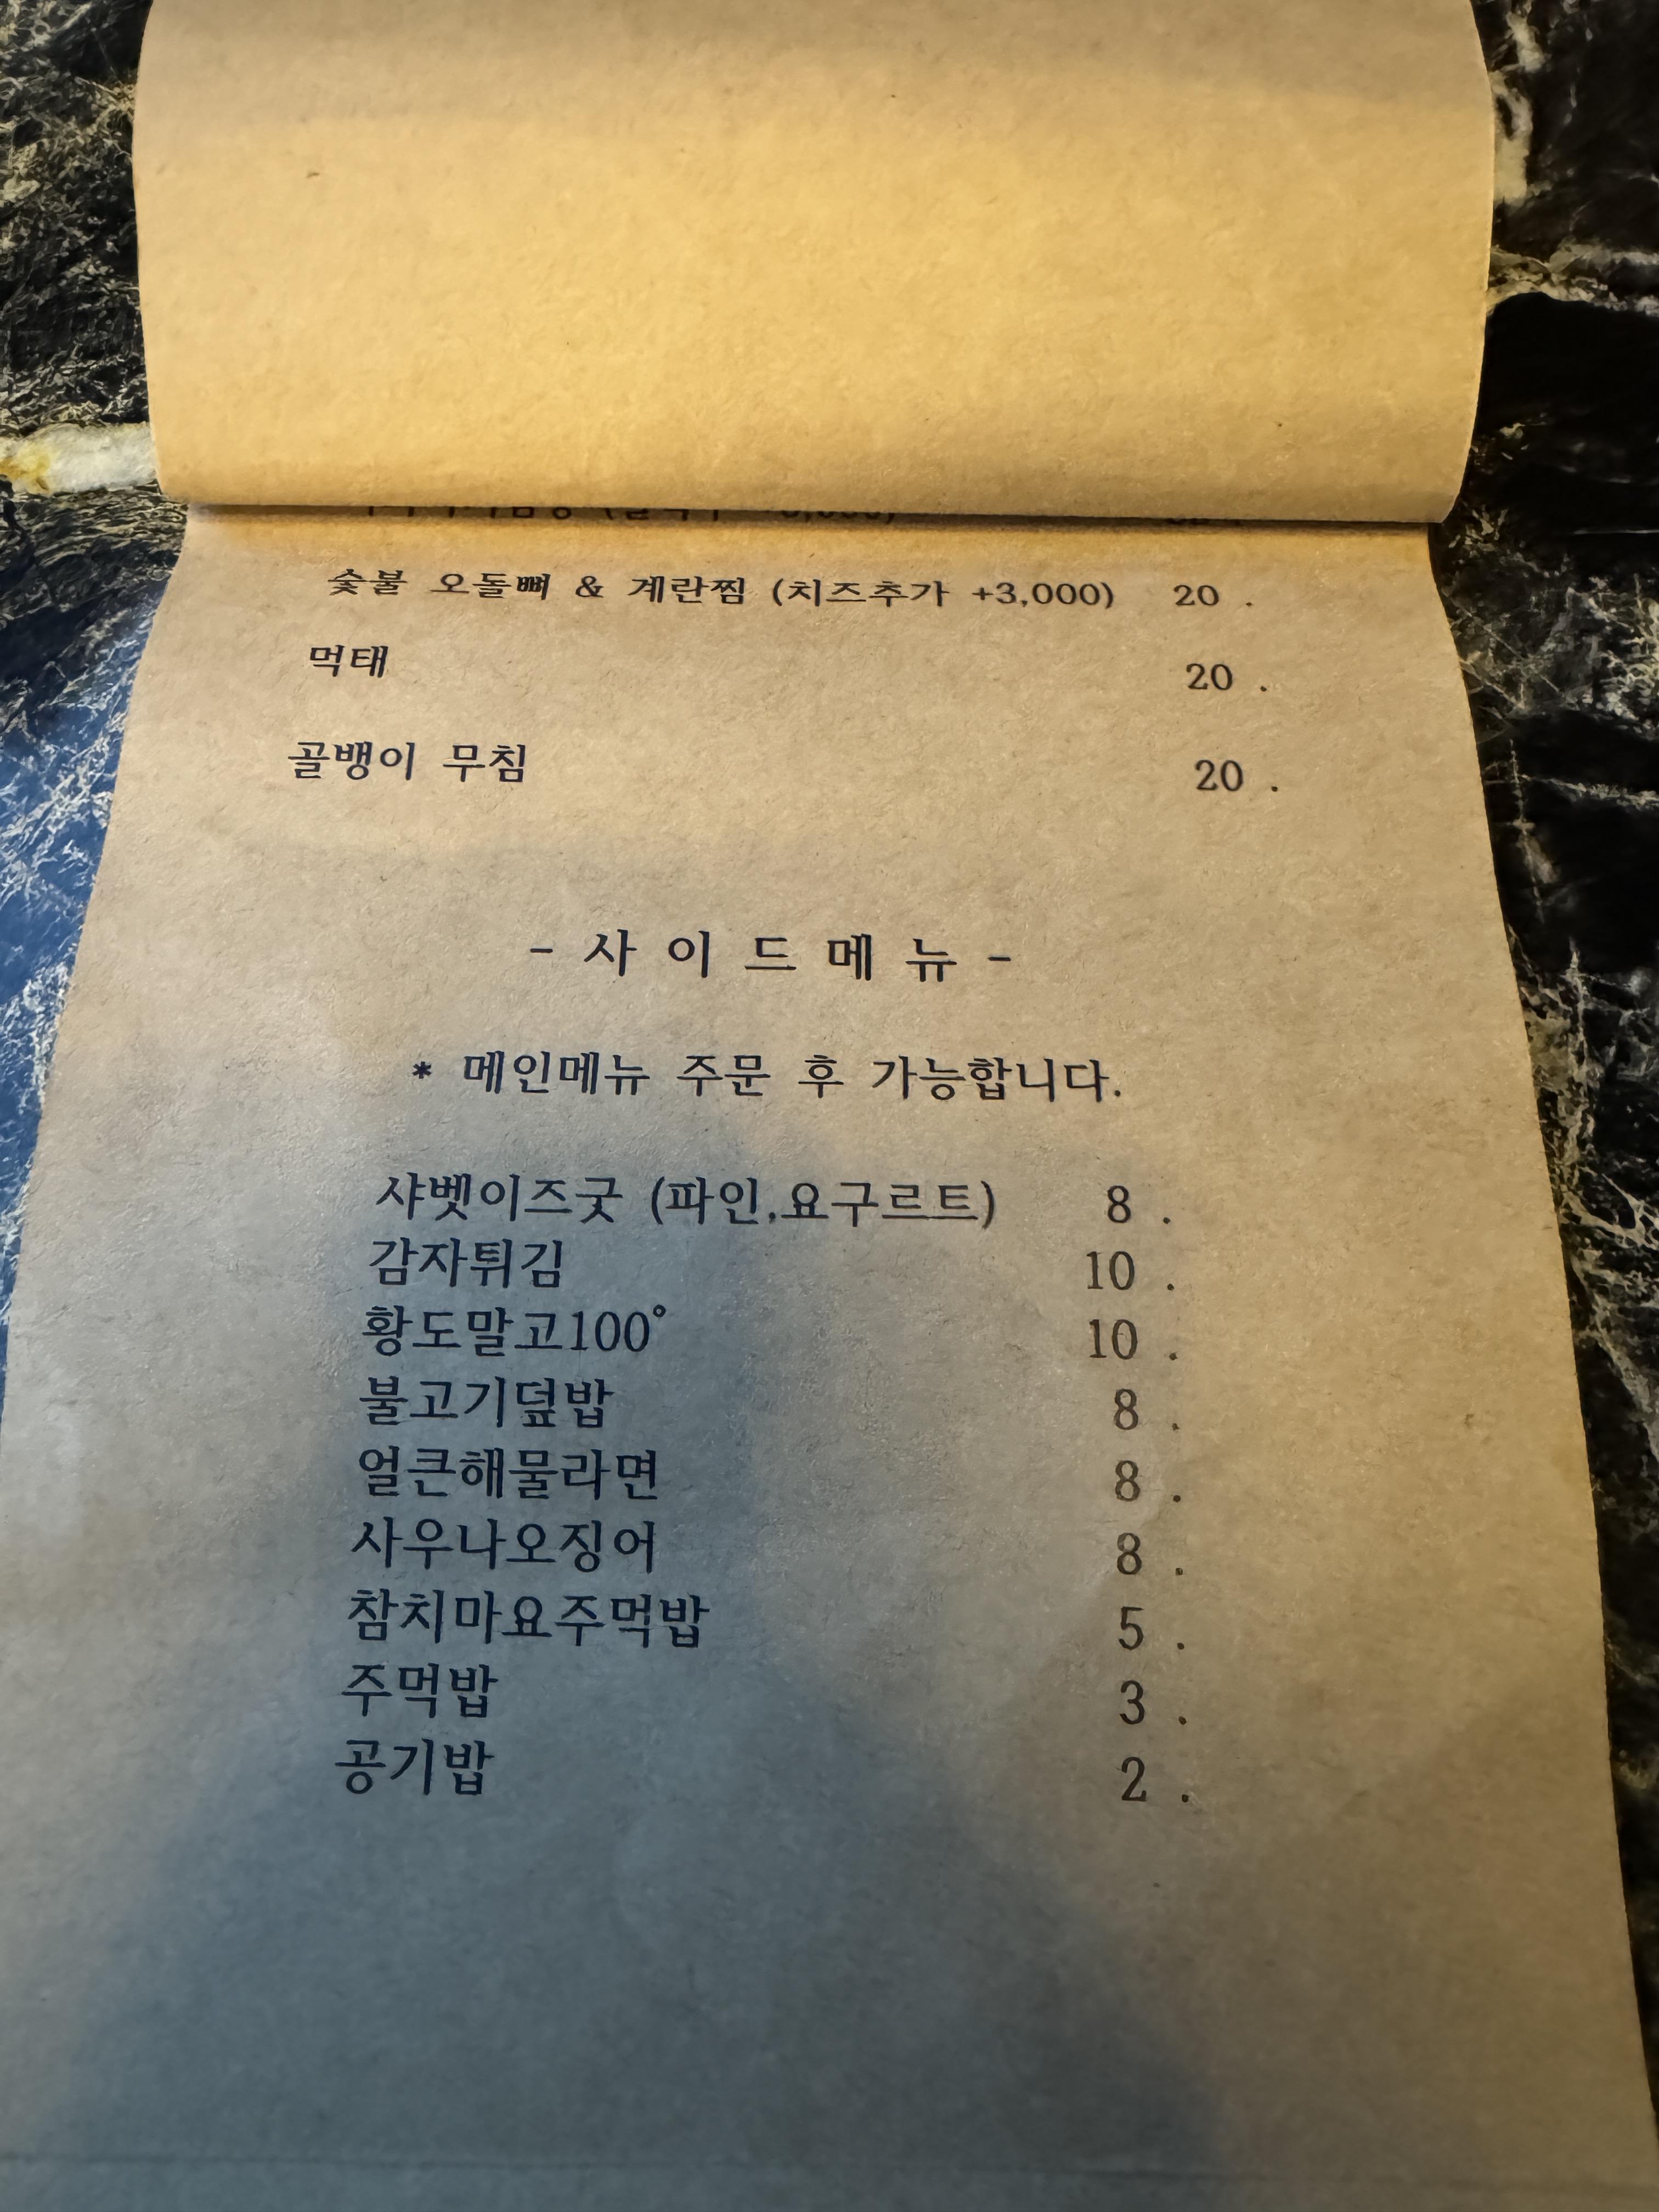 숯불 오돌뼈 & 계란찜 (치즈추가 +3,000) 20 .
먹태 20 .
골뱅이 무침 20 .
- 사 이 드 메 뉴 -
* 메인메뉴 주문 후 가능합니다.
샤벳이즈굿 (파인,요구르트) 8 .
감자튀김 10 .
황도말고100° 10 .
불고기덮밥 8 .
얼큰해물라면 8 .
사우나오징어 8 .
참치마요주먹밥 5 .
주먹밥 3 .
공기밥 2 .